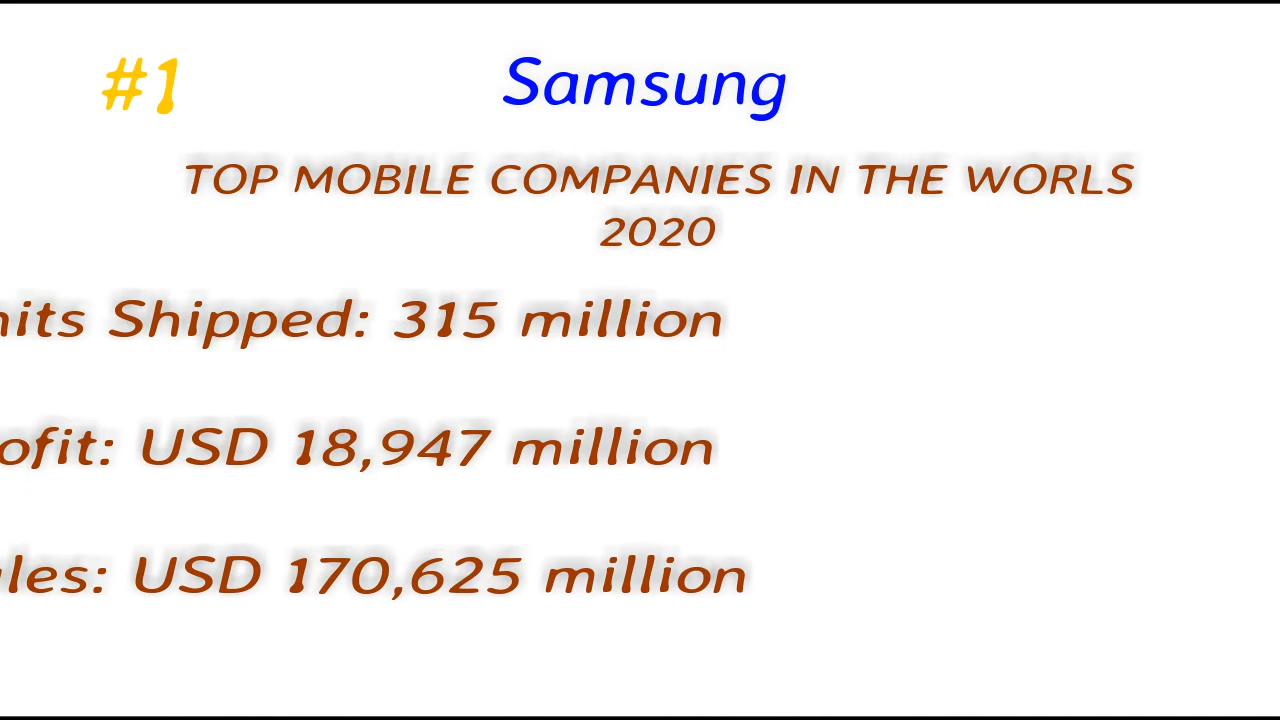 #1 Samsung
TOP MOBILE COMPANIES IN THE WORLS
2020
nits Shipped: 315 million
ofit: USD 18,947 million
les: USD 170,625 million